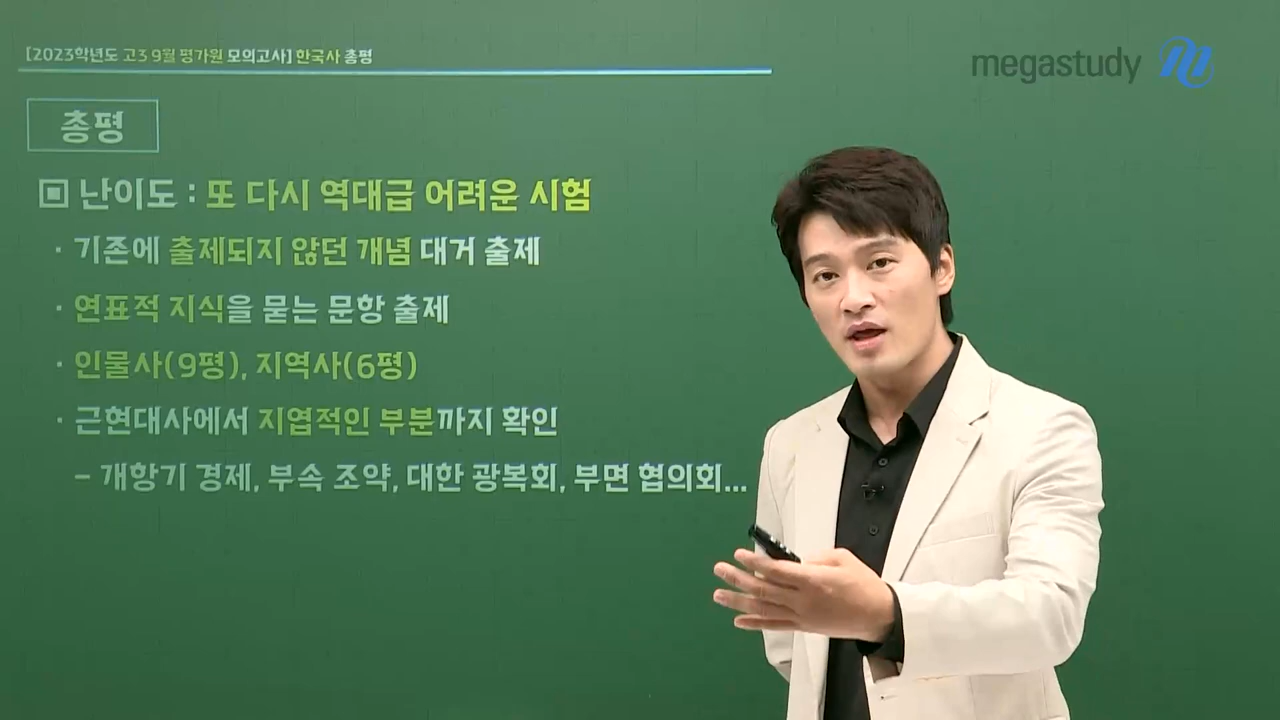 [2023학년도 고3 9월 평가원 모의고사] 한국사 총평
megastudy
총평
▣ 난이도 : 또 다시 역대급 어려운 시험
· 기존에 출제되지 않던 개념 대거 출제
· 연표적 지식을 묻는 문항 출제
· 인물사(9평), 지역사(6평)
· 근현대사에서 지엽적인 부분까지 확인
– 개항기 경제, 부속 조약, 대한 광복회, 부면 협의회...